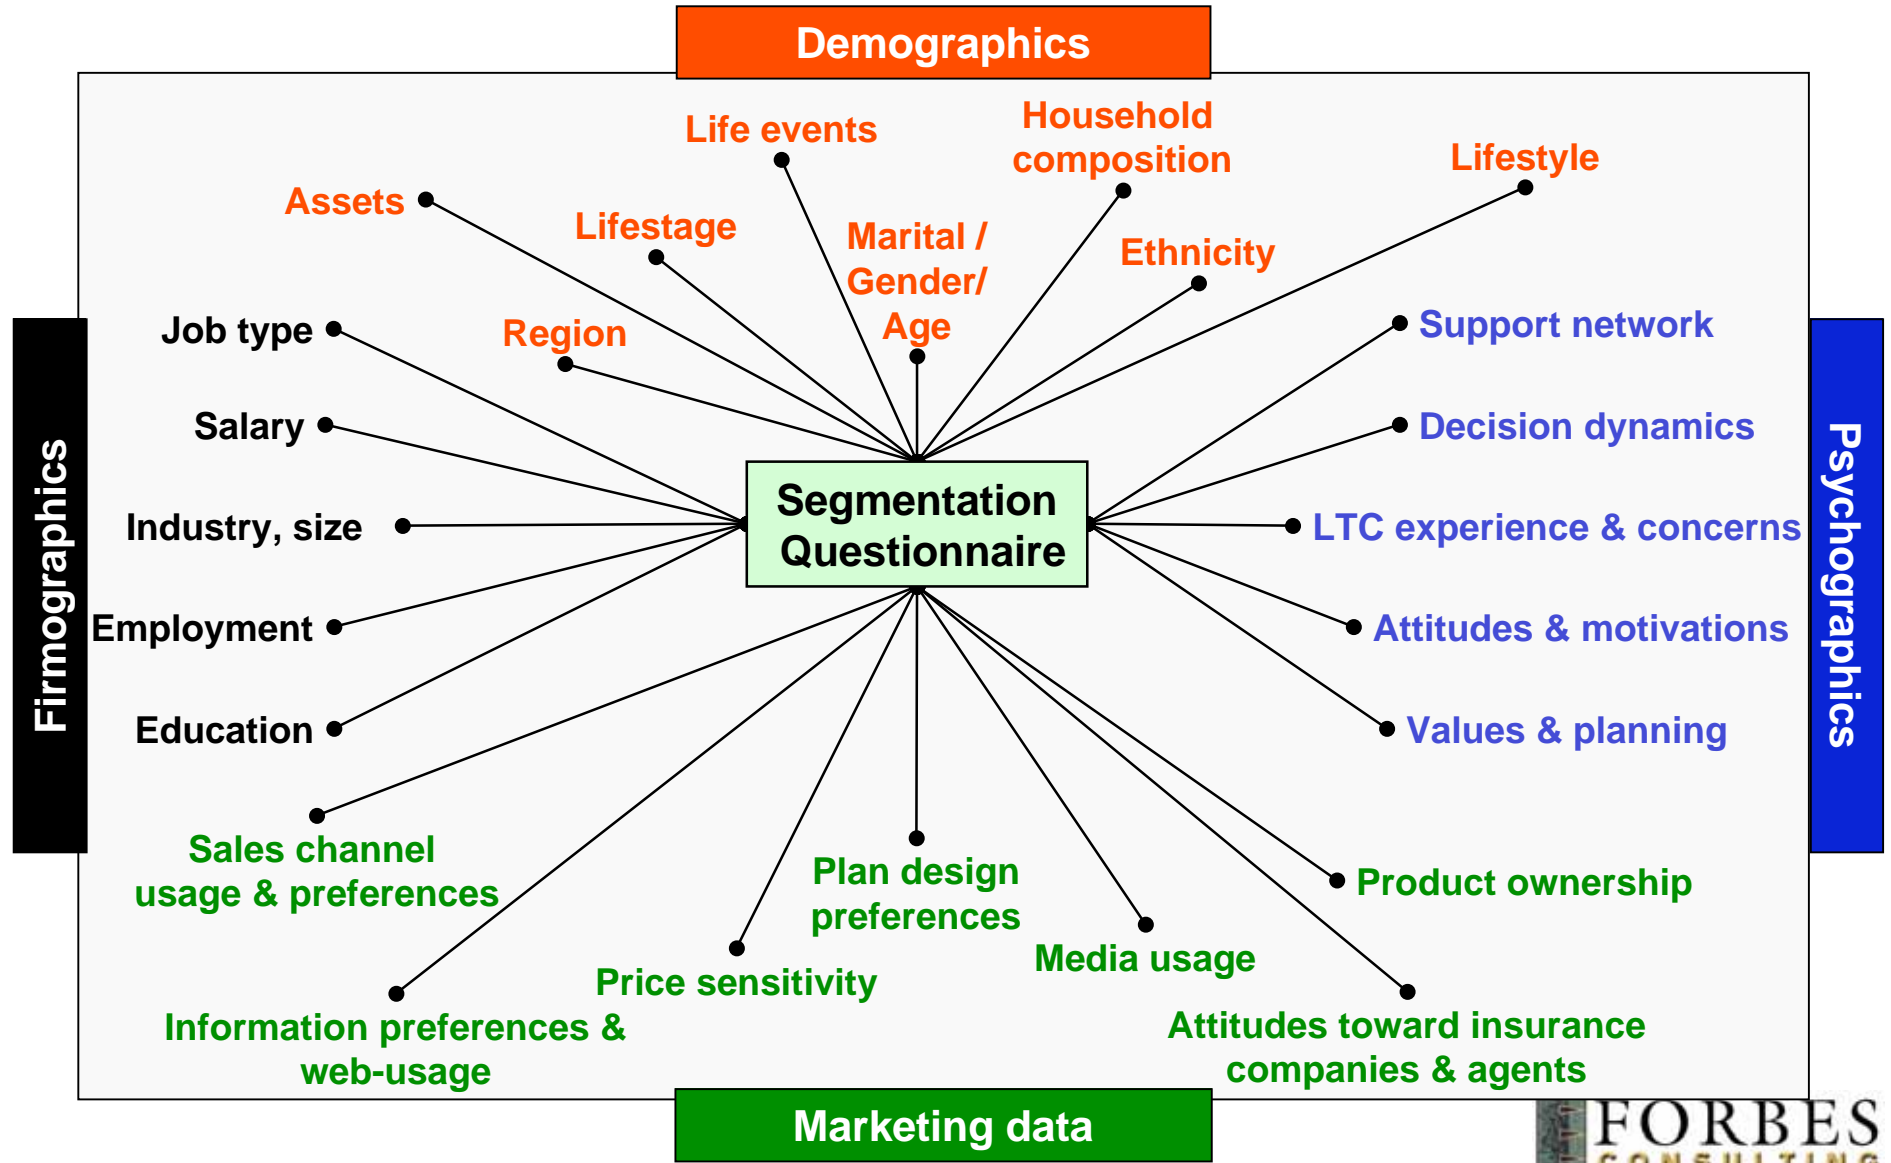 Demographics
Life events
Household
composition
Lifestyle
Assets
Lifestage
Marital /
Gender/
Age
Ethnicity
Region
Job type
Salary
Industry, size
Employment
Education
Firmographics
Segmentation
Questionnaire
Support network
Decision dynamics
LTC experience & concerns
Attitudes & motivations
Values & planning
Psychographics
Sales channel
usage & preferences
Information preferences &
web-usage
Price sensitivity
Plan design
preferences
Media usage
Product ownership
Attitudes toward insurance
companies & agents
Marketing data
FORBES
CONSULTING